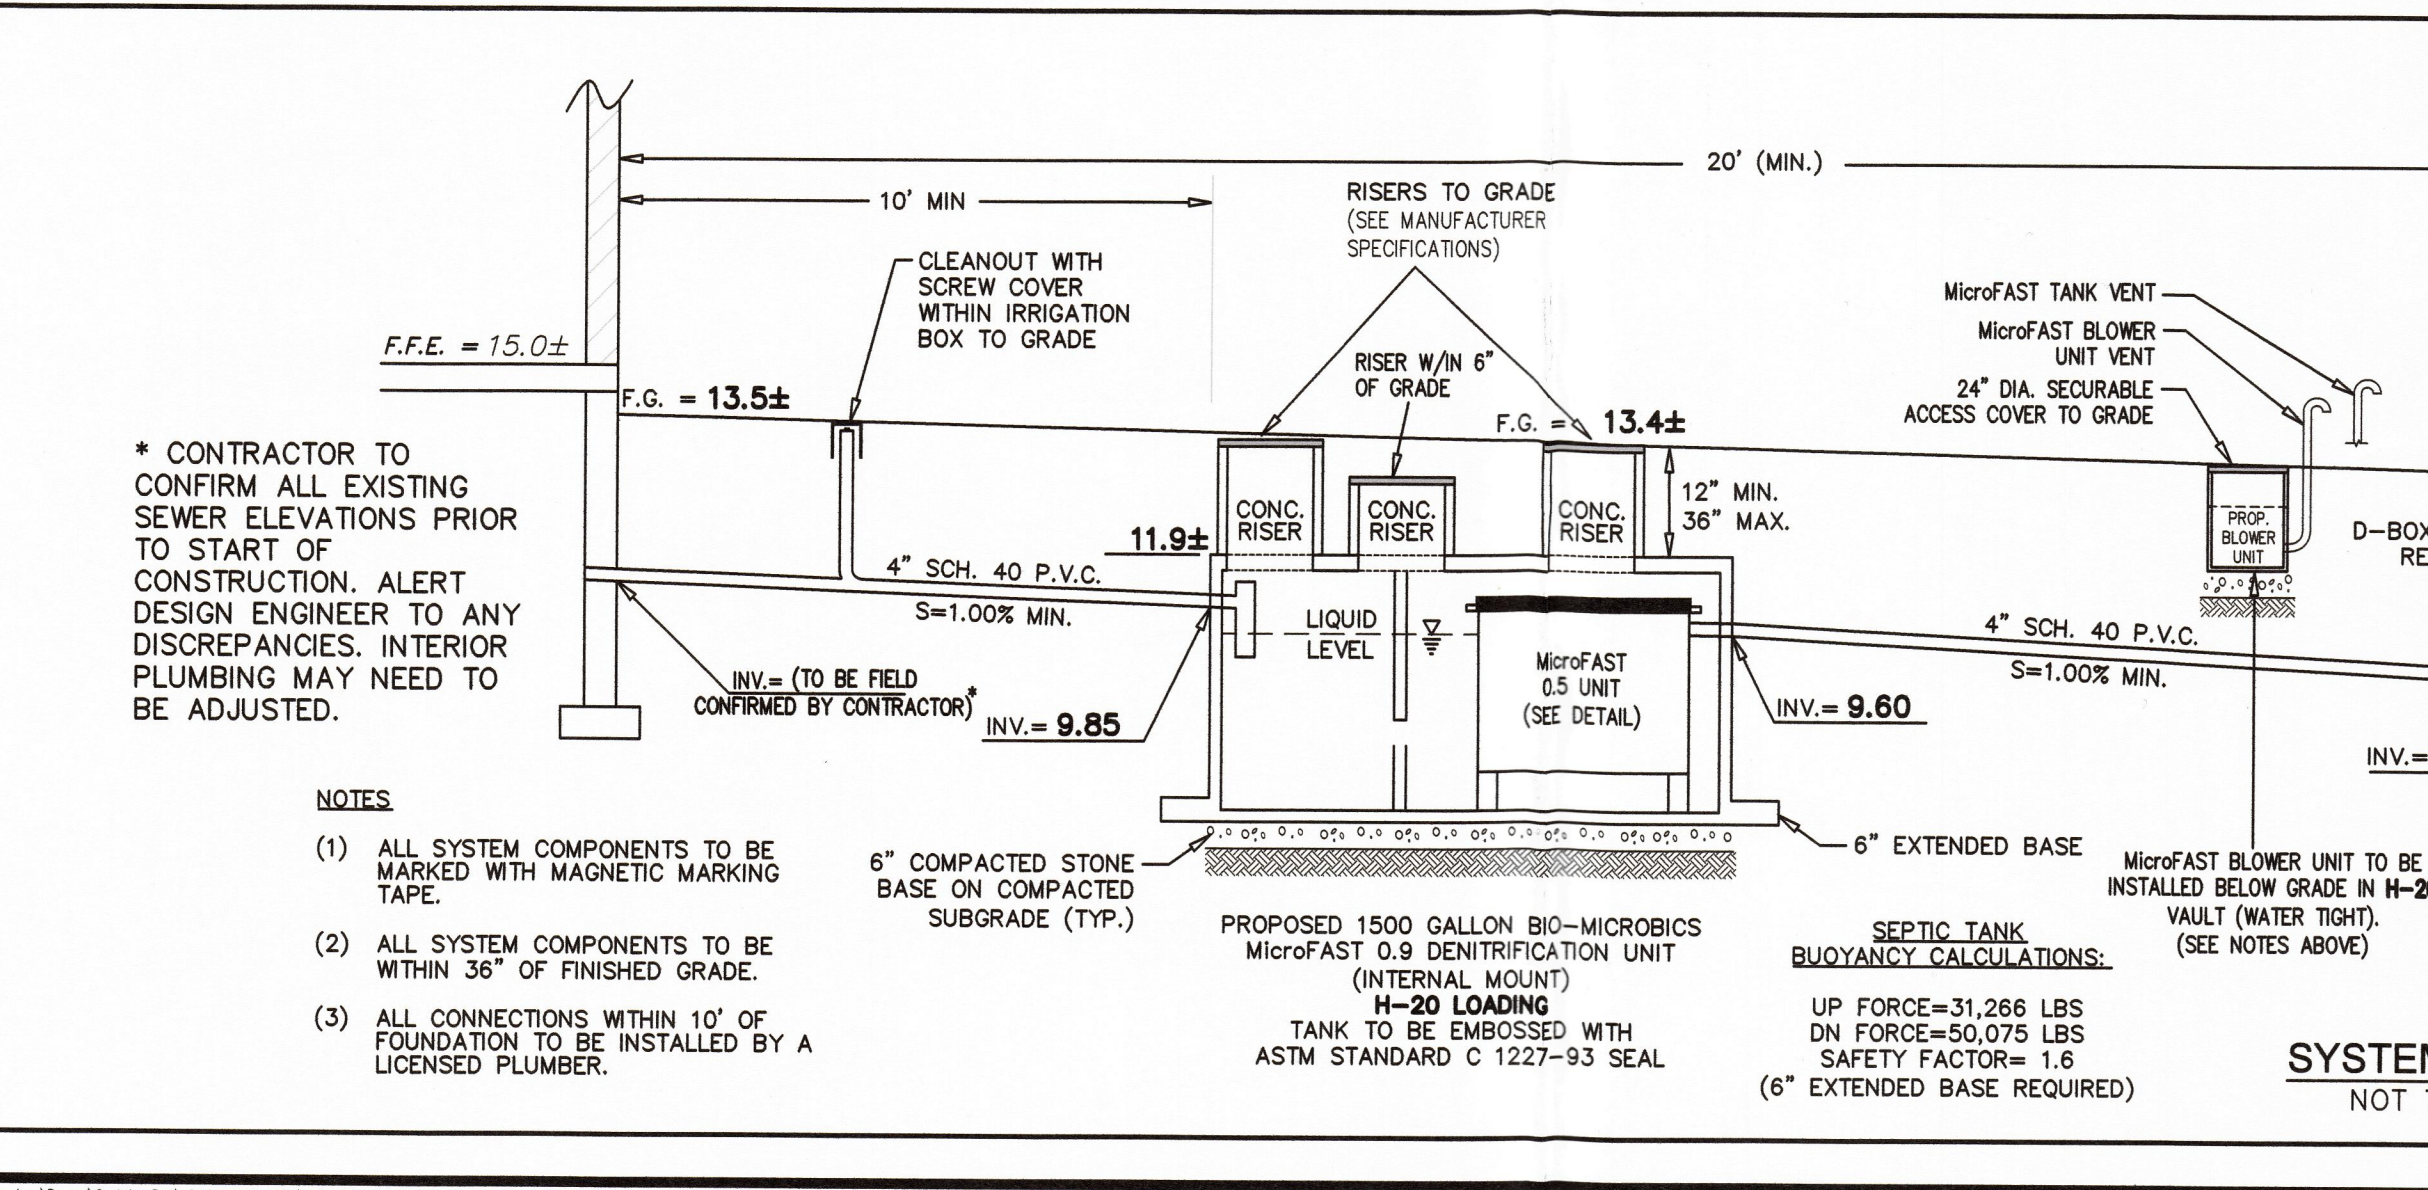 20' (MIN.)
10' MIN
RISERS TO GRADE
(SEE MANUFACTURER
SPECIFICATIONS)
CLEANOUT WITH
SCREW COVER
WITHIN IRRIGATION
BOX TO GRADE
MicroFAST TANK VENT
MicroFAST BLOWER
UNIT VENT
24" DIA. SECURABLE
ACCESS COVER TO GRADE
F.F.E. = 15.0±
RISER W/IN 6"
OF GRADE
F.G. = 13.5±
F.G. = 13.4±
* CONTRACTOR TO
CONFIRM ALL EXISTING
SEWER ELEVATIONS PRIOR
TO START OF
CONSTRUCTION. ALERT
DESIGN ENGINEER TO ANY
DISCREPANCIES. INTERIOR
PLUMBING MAY NEED TO
BE ADJUSTED.
CONC.
RISER
CONC.
RISER
CONC.
RISER
12" MIN.
36" MAX.
PROP.
BLOWER
UNIT
D-BOX
RE
11.9±
4" SCH. 40 P.V.C.
S=1.00% MIN.
LIQUID
LEVEL
MicroFAST
0.5 UNIT
(SEE DETAIL)
4" SCH. 40 P.V.C.
S=1.00% MIN.
INV.= (TO BE FIELD
CONFIRMED BY CONTRACTOR)*
INV.= 9.85
INV.= 9.60
INV.=
NOTES
(1) ALL SYSTEM COMPONENTS TO BE
MARKED WITH MAGNETIC MARKING
TAPE.
(2) ALL SYSTEM COMPONENTS TO BE
WITHIN 36" OF FINISHED GRADE.
(3) ALL CONNECTIONS WITHIN 10' OF
FOUNDATION TO BE INSTALLED BY A
LICENSED PLUMBER.
6" COMPACTED STONE
BASE ON COMPACTED
SUBGRADE (TYP.)
6" EXTENDED BASE
MicroFAST BLOWER UNIT TO BE
INSTALLED BELOW GRADE IN H-20
VAULT (WATER TIGHT).
(SEE NOTES ABOVE)
PROPOSED 1500 GALLON BIO-MICROBICS
MicroFAST 0.9 DENITRIFICATION UNIT
(INTERNAL MOUNT)
H-20 LOADING
TANK TO BE EMBOSSED WITH
ASTM STANDARD C 1227-93 SEAL
SEPTIC TANK
BUOYANCY CALCULATIONS:
UP FORCE=31,266 LBS
DN FORCE=50,075 LBS
SAFETY FACTOR= 1.6
(6" EXTENDED BASE REQUIRED)
SYSTEM
NOT